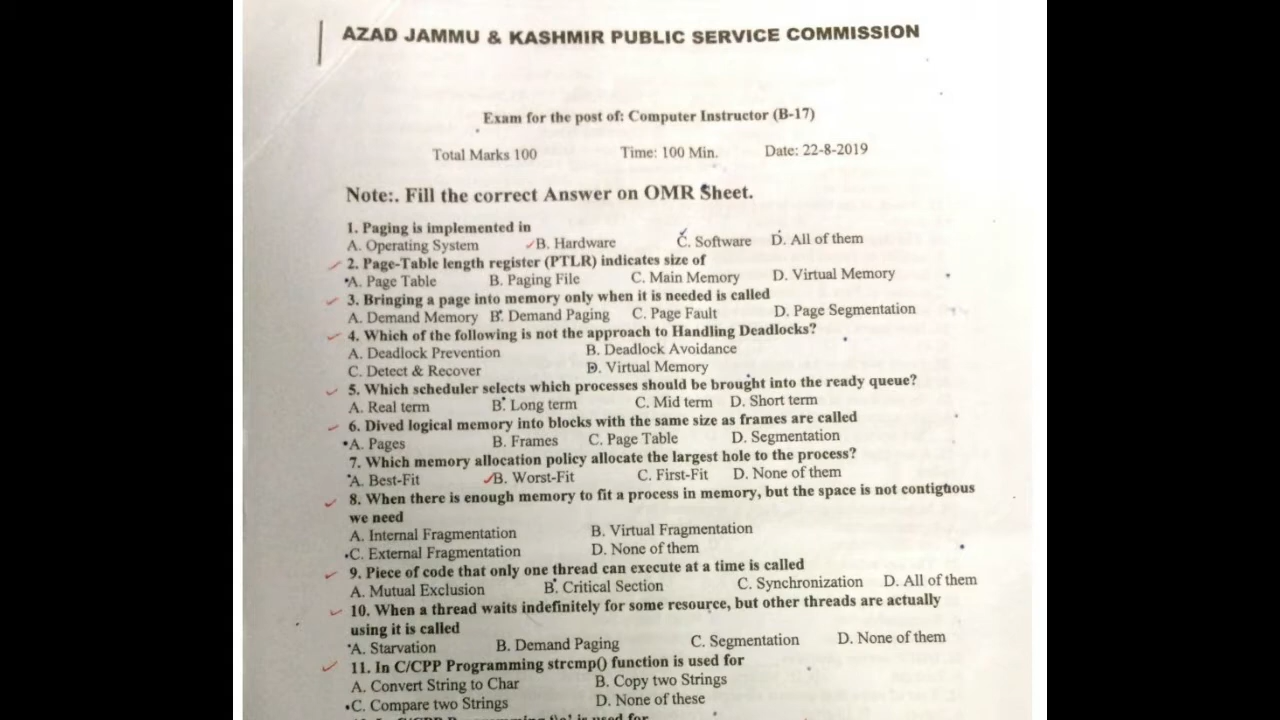 AZAD JAMMU & KASHMIR PUBLIC SERVICE COMMISSION
Exam for the post of: Computer Instructor (B-17)
Total Marks 100 Time: 100 Min. Date: 22-8-2019
Note:. Fill the correct Answer on OMR Sheet.
1. Paging is implemented in
A. Operating System B. Hardware C. Software D. All of them
2. Page-Table length register (PTLR) indicates size of
A. Page Table B. Paging File C. Main Memory D. Virtual Memory
3. Bringing a page into memory only when it is needed is called
A. Demand Memory B. Demand Paging C. Page Fault D. Page Segmentation
4. Which of the following is not the approach to Handling Deadlocks?
A. Deadlock Prevention B. Deadlock Avoidance
C. Detect & Recover D. Virtual Memory
5. Which scheduler selects which processes should be brought into the ready queue?
A. Real term B. Long term C. Mid term D. Short term
6. Dived logical memory into blocks with the same size as frames are called
A. Pages B. Frames C. Page Table D. Segmentation
7. Which memory allocation policy allocate the largest hole to the process?
A. Best-Fit B. Worst-Fit C. First-Fit D. None of them
8. When there is enough memory to fit a process in memory, but the space is not contiguous
we need
A. Internal Fragmentation B. Virtual Fragmentation
C. External Fragmentation D. None of them
9. Piece of code that only one thread can execute at a time is called
A. Mutual Exclusion B. Critical Section C. Synchronization D. All of them
10. When a thread waits indefinitely for some resource, but other threads are actually
using it is called
A. Starvation B. Demand Paging C. Segmentation D. None of them
11. In C/CPP Programming strcmp() function is used for
A. Convert String to Char B. Copy two Strings
C. Compare two Strings D. None of these